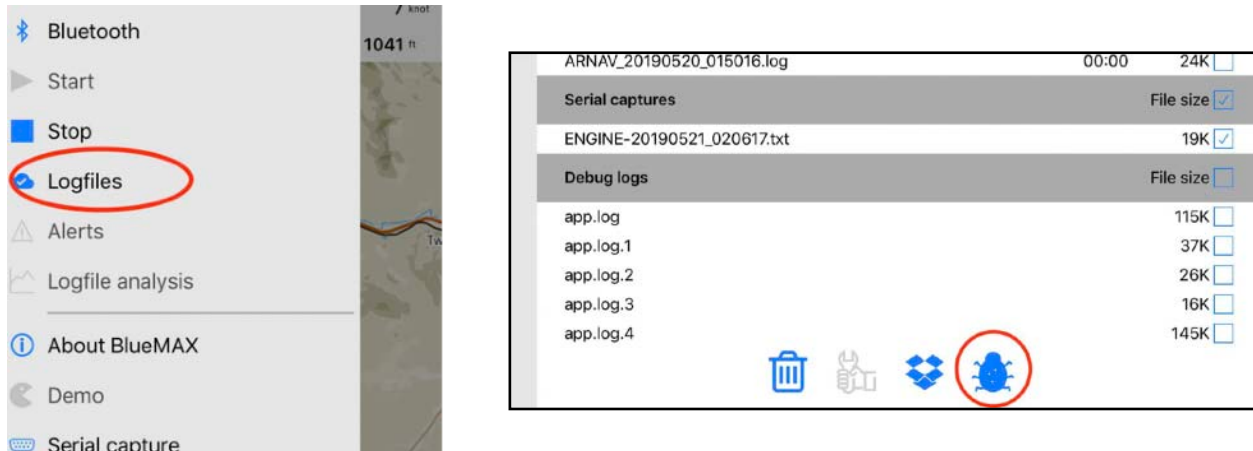 Bluetooth
Start
Stop
Logfiles
Alerts
Logfile analysis
About BlueMAX
Demo
Serial capture
7 knot
1041 ft
Tw
ARNAV_20190520_015016.log 00:00 24K
Serial captures File size
ENGINE-20190521_020617.txt 19K
Debug logs File size
app.log 115K
app.log.1 37K
app.log.2 26K
app.log.3 16K
app.log.4 145K